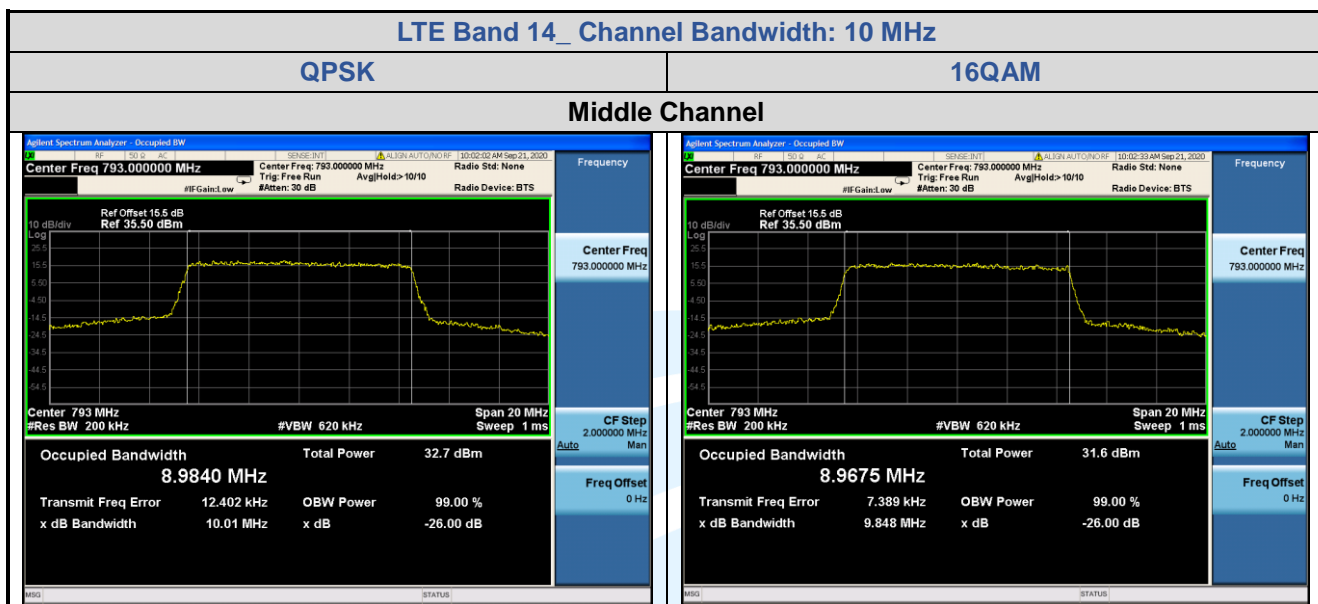 LTE Band 14_ Channel Bandwidth: 10 MHz
QPSK
16QAM
Middle Channel
Agilent Spectrum Analyzer - Occupied BW
RF 50 Ω AC SENSE:INT ALIGN AUTO/NO RF 10:02:02 AM Sep 21, 2020
Center Freq 793.000000 MHz
Center Freq: 793.000000 MHz
Radio Std: None
Trig: Free Run Avg|Hold:> 10/10
#IFGain:Low
#Atten: 30 dB
Radio Device: BTS
Ref Offset 15.5 dB
10 dB/div Ref 35.50 dBm
Log
25.5
15.5
5.50
-4.50
-14.5
-24.5
-34.5
-44.5
-54.5
Center 793 MHz
Span 20 MHz
#Res BW 200 kHz
#VBW 620 kHz
Sweep 1 ms
Occupied Bandwidth
Total Power 32.7 dBm
8.9840 MHz
Transmit Freq Error 12.402 kHz OBW Power 99.00 %
x dB Bandwidth 10.01 MHz x dB -26.00 dB
MSG
STATUS
Frequency
Center Freq
793.000000 MHz
CF Step
2.000000 MHz
Auto Man
Freq Offset
0 Hz
Agilent Spectrum Analyzer - Occupied BW
RF 50 Ω AC SENSE:INT ALIGN AUTO/NO RF 10:02:33 AM Sep 21, 2020
Center Freq 793.000000 MHz
Center Freq: 793.000000 MHz
Radio Std: None
Trig: Free Run Avg|Hold:> 10/10
#IFGain:Low
#Atten: 30 dB
Radio Device: BTS
Ref Offset 15.5 dB
10 dB/div Ref 35.50 dBm
Log
25.5
15.5
5.50
-4.50
-14.5
-24.5
-34.5
-44.5
-54.5
Center 793 MHz
Span 20 MHz
#Res BW 200 kHz
#VBW 620 kHz
Sweep 1 ms
Occupied Bandwidth
Total Power 31.6 dBm
8.9675 MHz
Transmit Freq Error 7.389 kHz OBW Power 99.00 %
x dB Bandwidth 9.848 MHz x dB -26.00 dB
MSG
STATUS
Frequency
Center Freq
793.000000 MHz
CF Step
2.000000 MHz
Auto Man
Freq Offset
0 Hz